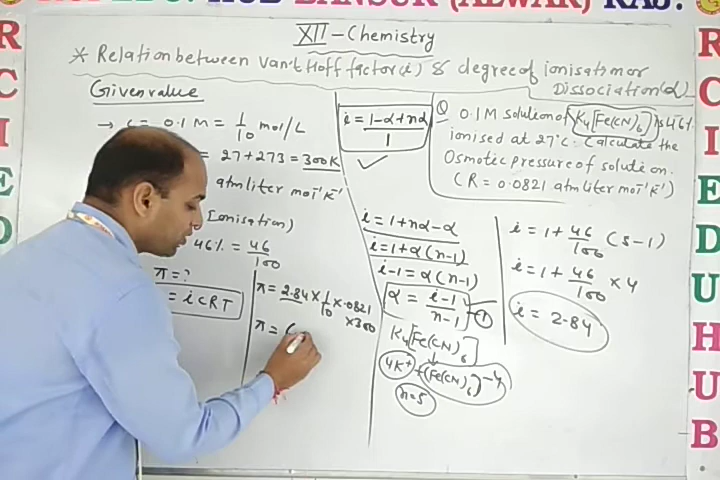 HUB BANSUR (ALWAR) RAJ.
XII - Chemistry
* Relation between Van't Hoff factor (i) & degree of ionisation or
Dissociation (α)
Given value
→ C = 0.1 M = 1/10 mol/L
= 27+273 = 300K
atm liter mol⁻¹ K⁻¹
(Ionisation)
46% = 46/100
π = ?
= iCRT
π = 2.84 × 1/10 × .0821
×300
π = 6
i = 1-α+nα/1
Q 0.1M solution of K4[Fe(CN)6] is 46%
ionised at 27°C. Calculate the
Osmotic pressure of solution.
(R = 0.0821 atm liter mol⁻¹ K⁻¹)
i = 1+nα-α
i = 1+α(n-1)
i-1 = α(n-1)
α = i-1/n-1 ①
K4[Fe(CN)6]
↓
4K⁺ + [Fe(CN)6]⁻⁴
n=5
i = 1 + 46/100 (5-1)
i = 1 + 46/100 × 4
i = 2.84
R
C
I
E
D
R
C
I
E
D
U
H
U
B